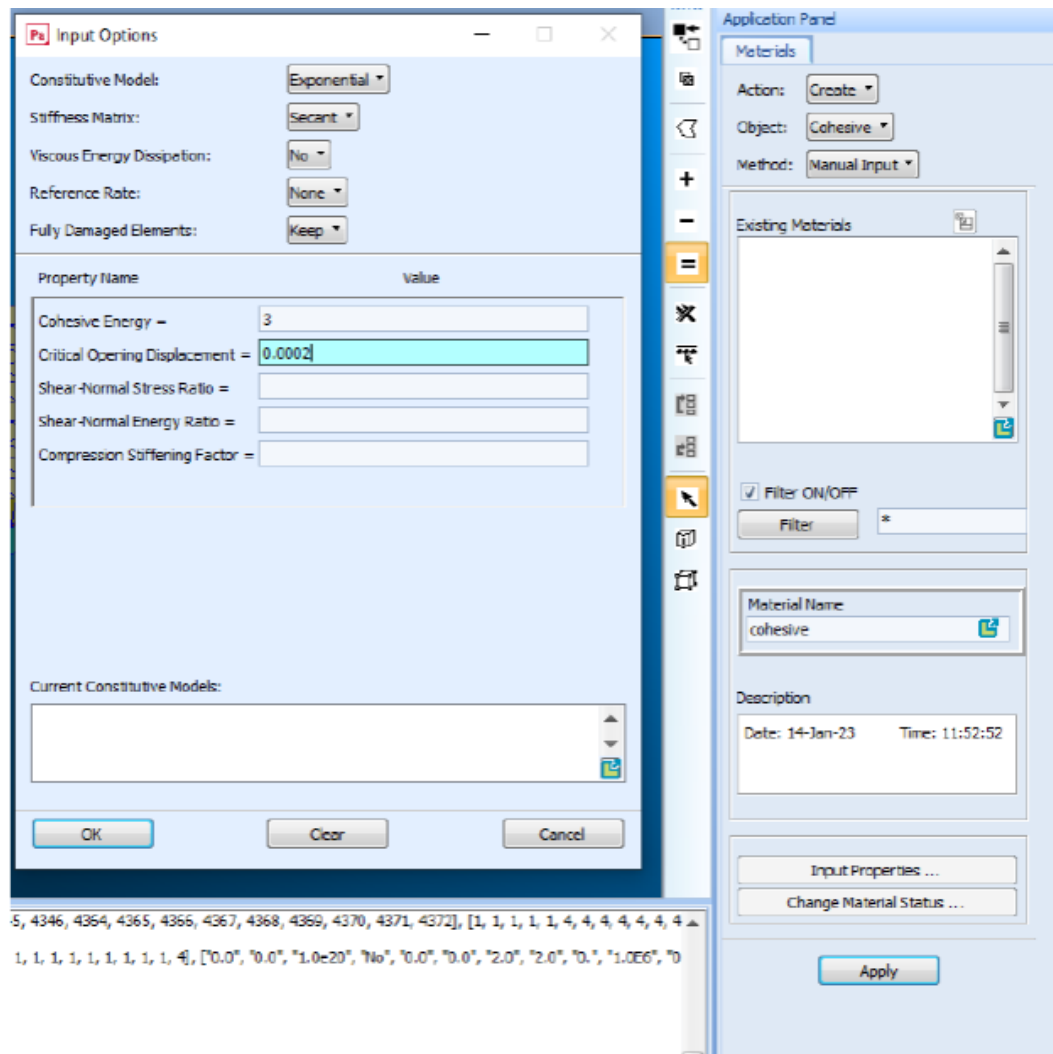 Input Options
Constitutive Model: Exponential
Stiffness Matrix: Secant
Viscous Energy Dissipation: No
Reference Rate: None
Fully Damaged Elements: Keep
Property Name Value
Cohesive Energy = 3
Critical Opening Displacement = 0.0002
Shear-Normal Stress Ratio =
Shear-Normal Energy Ratio =
Compression Stiffening Factor =
Current Constitutive Models:
OK Clear Cancel
-5, 4346, 4364, 4365, 4366, 4367, 4368, 4369, 4370, 4371, 4372], [1, 1, 1, 1, 1, 1, 4, 4, 4, 4, 4, 4, 4
1, 1, 1, 1, 1, 1, 1, 1, 1, 4], ["0.0", "0.0", "1.0e20", "No", "0.0", "0.0", "2.0", "2.0", "0.", "1.0E6", "0
Application Panel
Materials
Action: Create
Object: Cohesive
Method: Manual Input
Existing Materials
Filter ON/OFF
Filter *
Material Name
cohesive
Description
Date: 14-Jan-23 Time: 11:52:52
Input Properties ...
Change Material Status ...
Apply